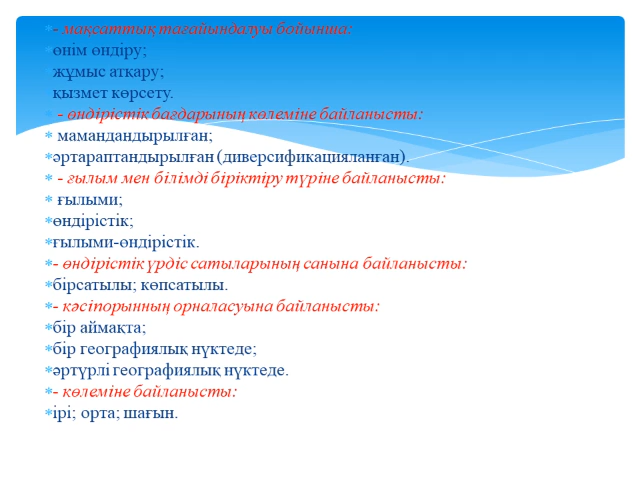 - мақсаттық тағайындалуы бойынша:
өнім өндіру;
жұмыс атқару;
қызмет көрсету.
- өндірістік бағдарының көлеміне байланысты:
мамандандырылған;
әртараптандырылған (диверсификацияланған).
- ғылым мен білімді біріктіру түріне байланысты:
ғылыми;
өндірістік;
ғылыми-өндірістік.
- өндірістік үрдіс сатыларының санына байланысты:
бірсатылы; көпсатылы.
- кәсіпорынның орналасуына байланысты:
бір аймақта;
бір географиялық нүктеде;
әртүрлі географиялық нүктеде.
- көлеміне байланысты:
ірі; орта; шағын.